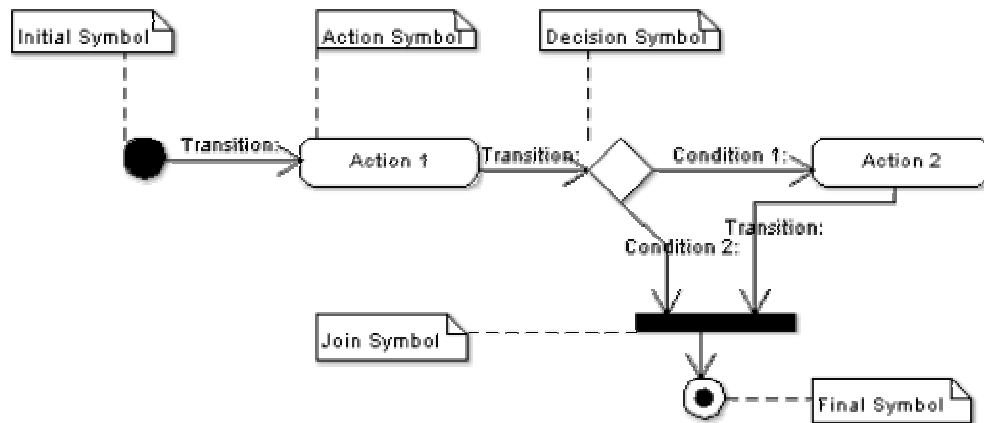 Initial Symbol
Action Symbol
Decision Symbol
Transition:
Action 1
Transition:
Condition 1:
Action 2
Transition:
Condition 2:
Join Symbol
Final Symbol